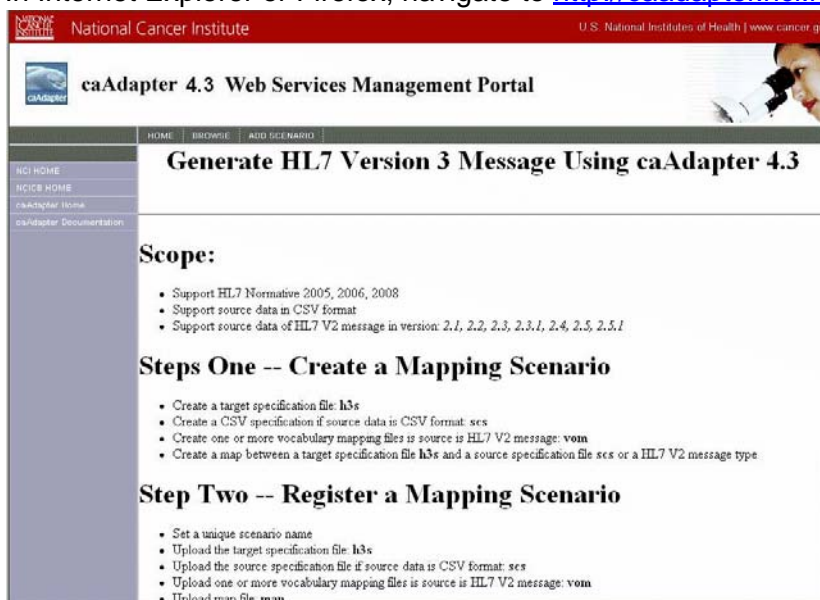 In Internet Explorer or Firefox, navigate to
NATIONAL CANCER INSTITUTE
National Cancer Institute
U.S. National Institutes of Health | www.cancer.g
caAdapter
caAdapter 4.3 Web Services Management Portal
HOME BROWSE ADD SCENARIO
NCI HOME
NCICB HOME
caAdapter Home
caAdapter Documentation
Generate HL7 Version 3 Message Using caAdapter 4.3
Scope:
• Support HL7 Normative 2005, 2006, 2008
• Support source data in CSV format
• Support source data of HL7 V2 message in version: 2.1, 2.2, 2.3, 2.3.1, 2.4, 2.5, 2.5.1
Steps One -- Create a Mapping Scenario
• Create a target specification file: h3s
• Create a CSV specification if source data is CSV format: scs
• Create one or more vocabulary mapping files is source is HL7 V2 message: vom
• Create a map between a target specification file h3s and a source specification file scs or a HL7 V2 message type
Step Two -- Register a Mapping Scenario
• Set a unique scenario name
• Upload the target specification file: h3s
• Upload the source specification file if source data is CSV format: scs
• Upload one or more vocabulary mapping files is source is HL7 V2 message: vom
• Upload map file: map